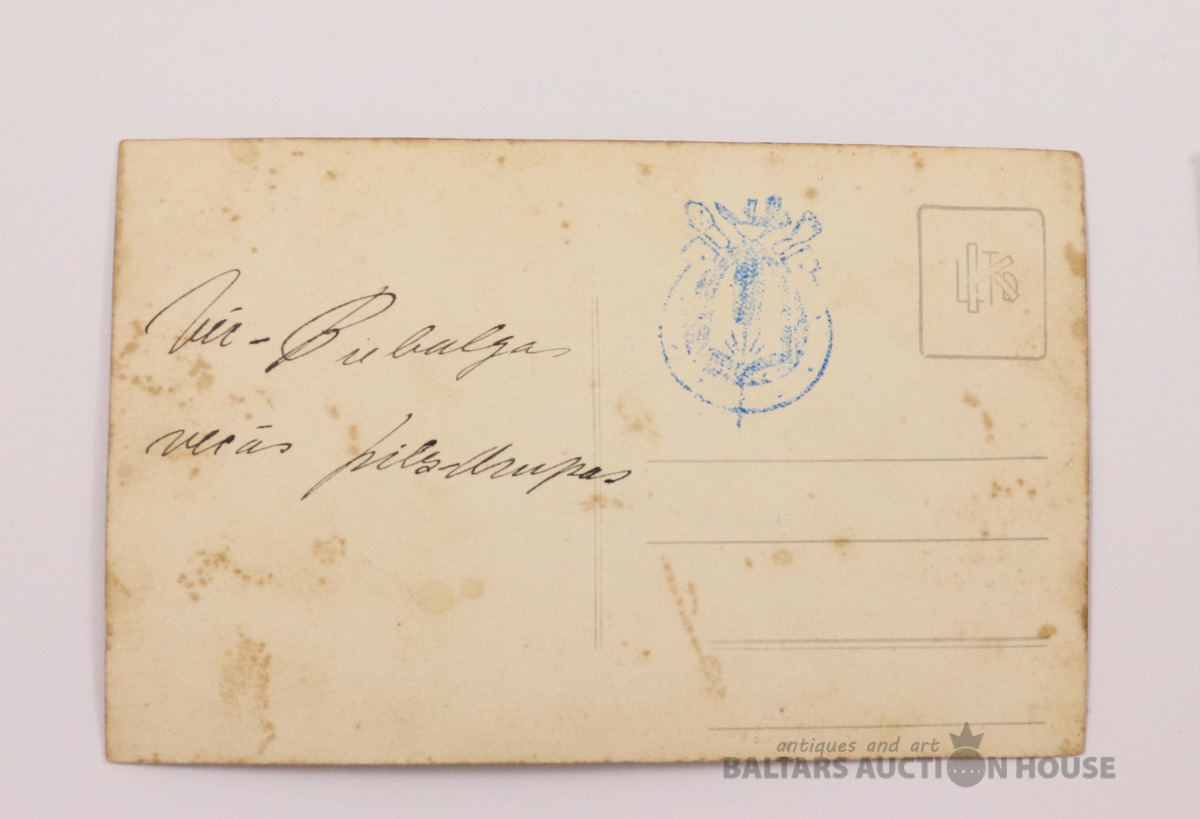 Vec-Piebalgas
vecās pilsdrupas
antiques and art
BALTARS AUCTION HOUSE